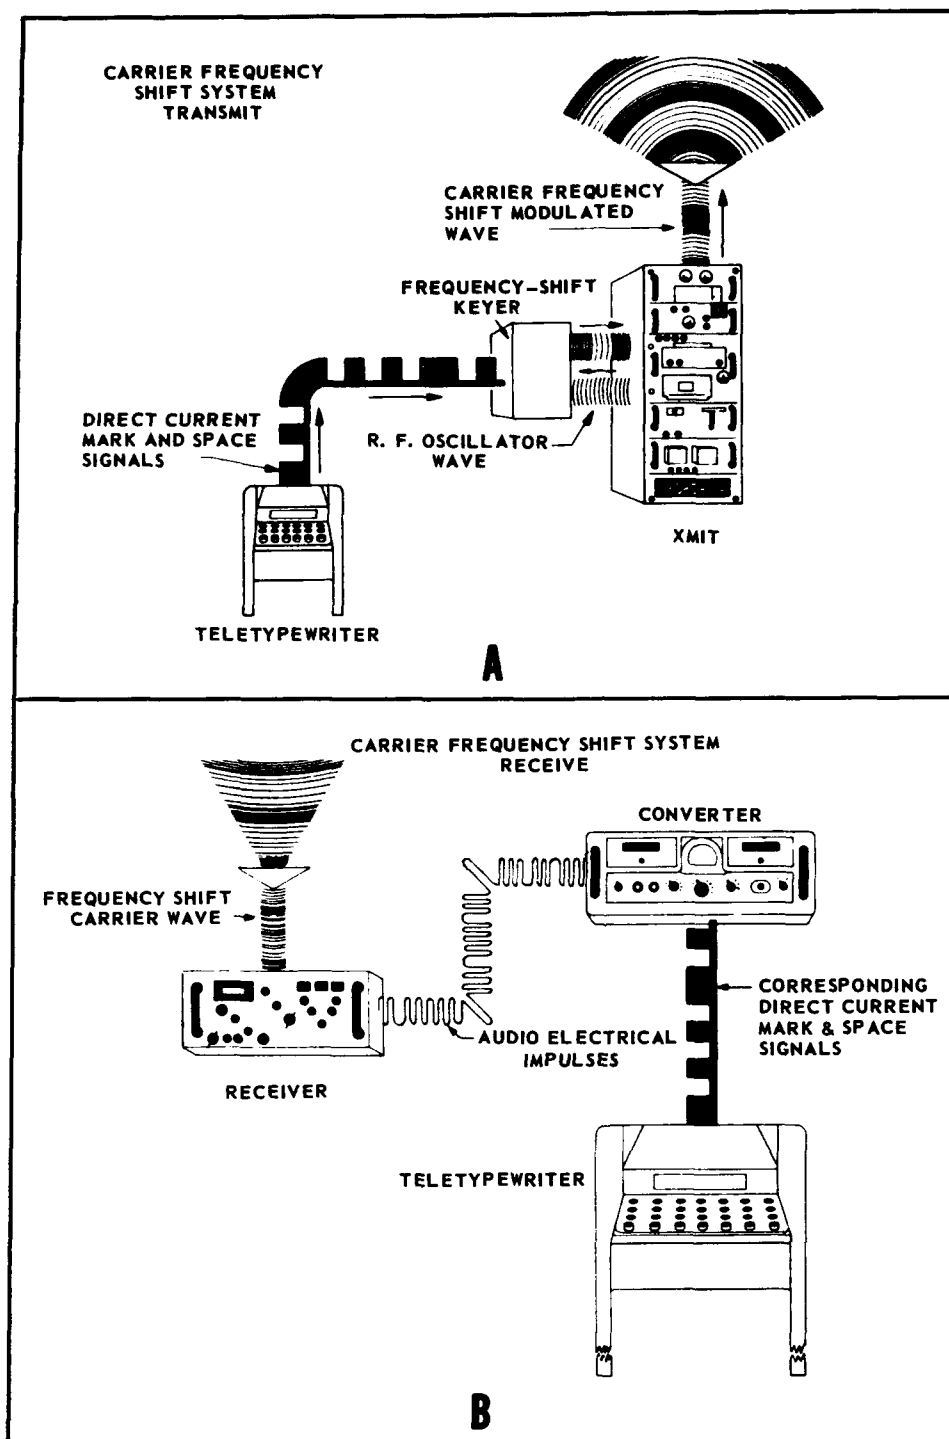 CARRIER FREQUENCY
SHIFT SYSTEM
TRANSMIT
CARRIER FREQUENCY
SHIFT MODULATED
WAVE
FREQUENCY-SHIFT
KEYER
DIRECT CURRENT
MARK AND SPACE
SIGNALS
R. F. OSCILLATOR
WAVE
XMIT
TELETYPEWRITER
A
CARRIER FREQUENCY SHIFT SYSTEM
RECEIVE
CONVERTER
FREQUENCY SHIFT
CARRIER WAVE
CORRESPONDING
DIRECT CURRENT
MARK & SPACE
SIGNALS
AUDIO ELECTRICAL
IMPULSES
RECEIVER
TELETYPEWRITER
B